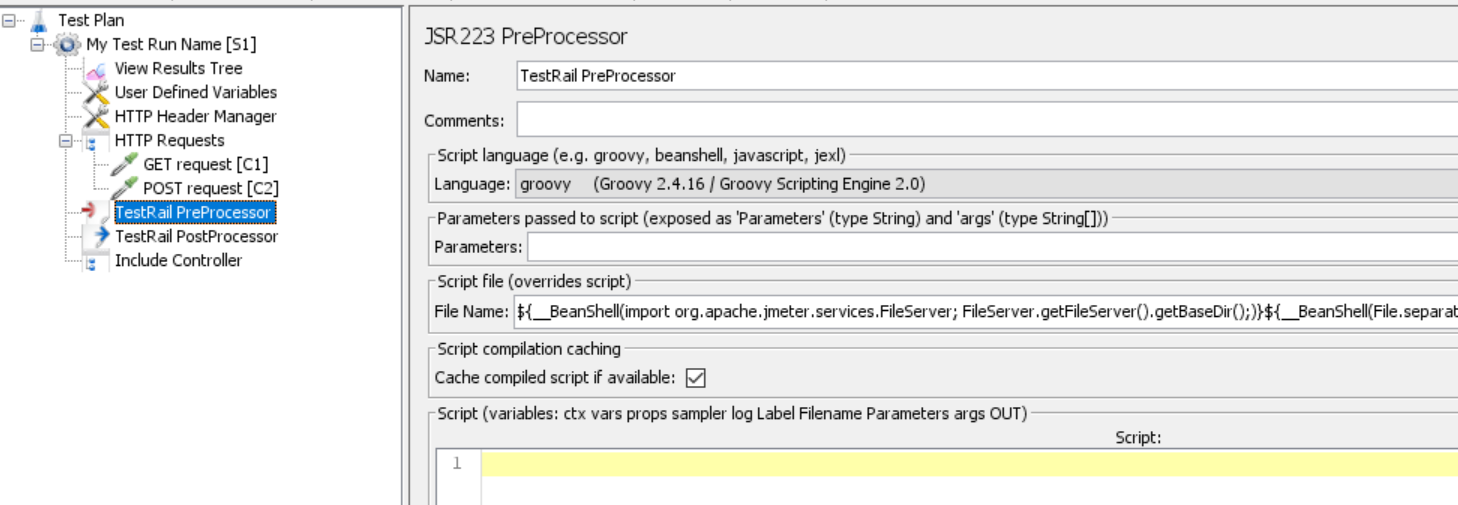 Test Plan
My Test Run Name [S1]
View Results Tree
User Defined Variables
HTTP Header Manager
HTTP Requests
GET request [C1]
POST request [C2]
TestRail PreProcessor
TestRail PostProcessor
Include Controller
JSR223 PreProcessor
Name: TestRail PreProcessor
Comments:
Script language (e.g. groovy, beanshell, javascript, jexl)
Language: groovy (Groovy 2.4.16 / Groovy Scripting Engine 2.0)
Parameters passed to script (exposed as 'Parameters' (type String) and 'args' (type String[]))
Parameters:
Script file (overrides script)
File Name: ${__BeanShell(import org.apache.jmeter.services.FileServer; FileServer.getFileServer().getBaseDir();)}${__BeanShell(File.separat
Script compilation caching
Cache compiled script if available:
Script (variables: ctx vars props sampler log Label Filename Parameters args OUT)
Script:
1